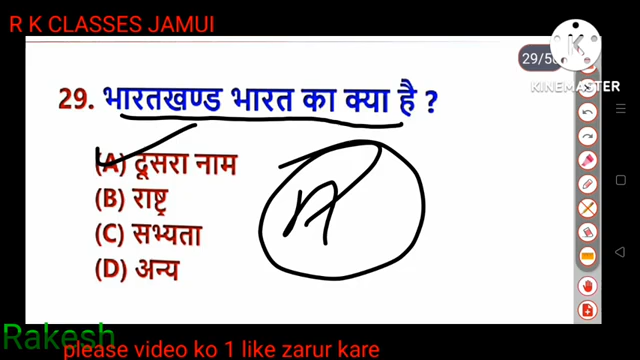 R K CLASSES JAMUI
29/50
KINEMASTER
29. भारतखण्ड भारत का क्या है ?
(A) दूसरा नाम
(B) राष्ट्र
(C) सभ्यता
(D) अन्य
A
Rakesh
please video ko 1 like zarur kare